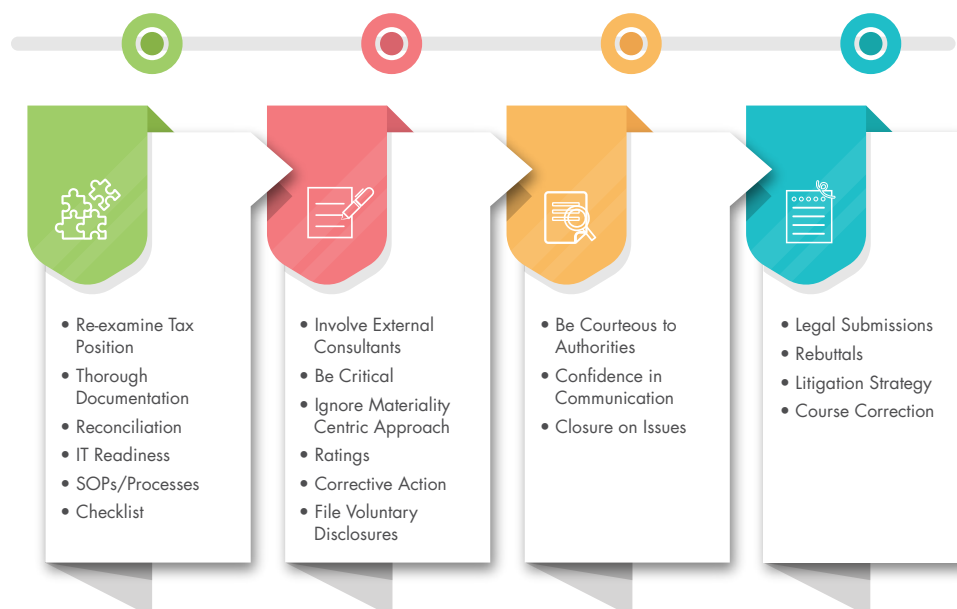 • Re-examine Tax
Position
• Thorough
Documentation
• Reconciliation
• IT Readiness
• SOPs/Processes
• Checklist
• Involve External
Consultants
• Be Critical
• Ignore Materiality
Centric Approach
• Ratings
• Corrective Action
• File Voluntary
Disclosures
• Be Courteous to
Authorities
• Confidence in
Communication
• Closure on Issues
• Legal Submissions
• Rebuttals
• Litigation Strategy
• Course Correction